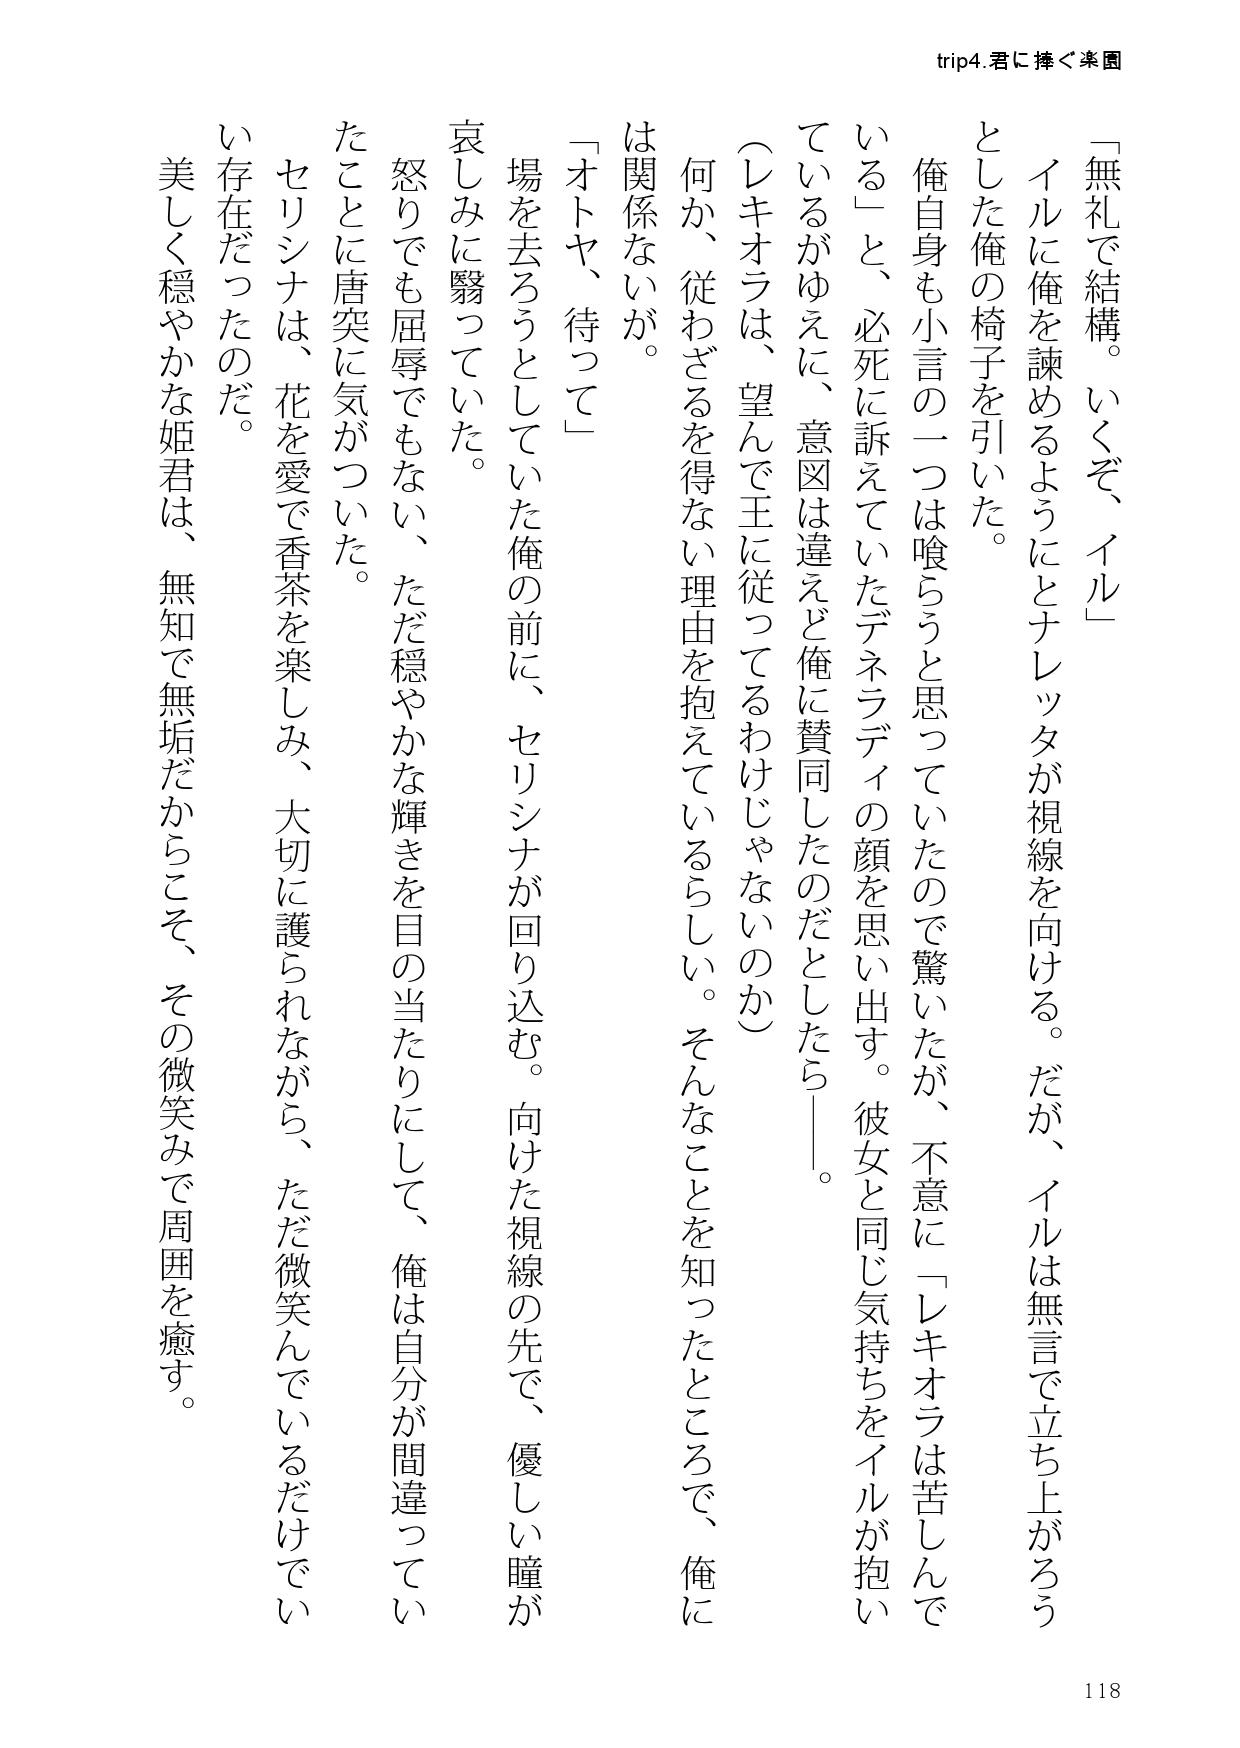 trip4.君に捧ぐ楽園
「無礼で結構。いくぞ、イル」
　イルに俺を諫めるようにとナレッタが視線を向ける。だが、イルは無言で立ち上がろう
とした俺の椅子を引いた。
　俺自身も小言の一つは喰らうと思っていたので驚いたが、不意に「レキオラは苦しんで
いる」と、必死に訴えていたデネラディの顔を思い出す。彼女と同じ気持ちをイルが抱い
ているがゆえに、意図は違えど俺に賛同したのだとしたら――。
（レキオラは、望んで王に従ってるわけじゃないのか）
　何か、従わざるを得ない理由を抱えているらしい。そんなことを知ったところで、俺に
は関係ないが。
「オトヤ、待って」
　場を去ろうとしていた俺の前に、セリシナが回り込む。向けた視線の先で、優しい瞳が
哀しみに翳っていた。
　怒りでも屈辱でもない、ただ穏やかな輝きを目の当たりにして、俺は自分が間違ってい
たことに唐突に気がついた。
　セリシナは、花を愛で香茶を楽しみ、大切に護られながら、ただ微笑んでいるだけでい
い存在だったのだ。
　美しく穏やかな姫君は、無知で無垢だからこそ、その微笑みで周囲を癒す。
118